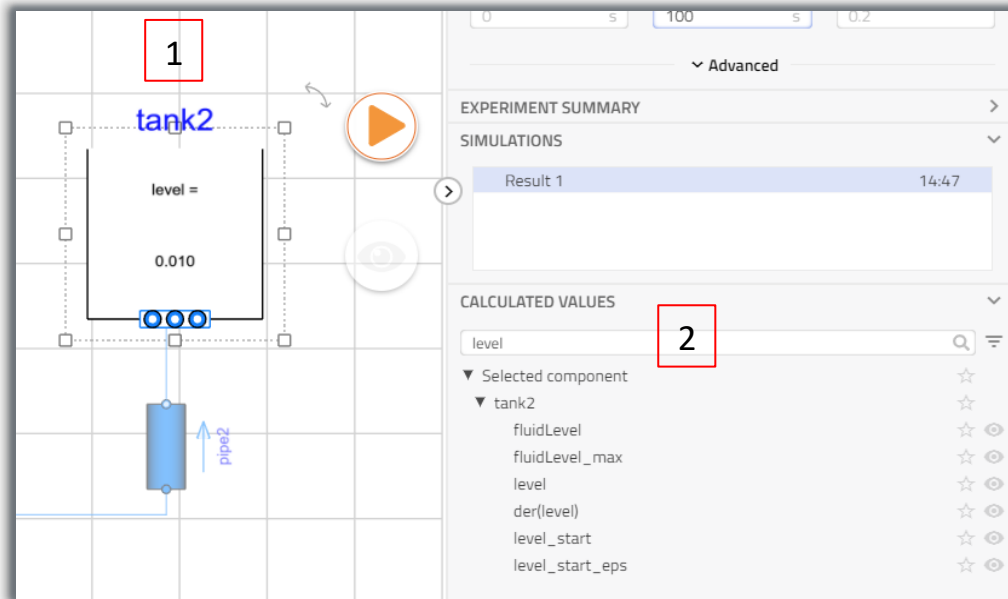 1
tank2
level =
0.010
pipe2
0 s 100 s 0.2
Advanced
EXPERIMENT SUMMARY
SIMULATIONS
Result 1 14:47
CALCULATED VALUES
level
2
Selected component
tank2
fluidLevel
fluidLevel_max
level
der(level)
level_start
level_start_eps